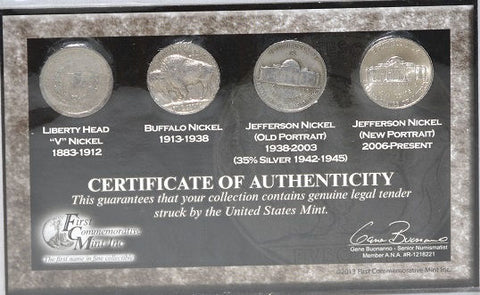 LIBERTY HEAD
"V" NICKEL
1883-1912
BUFFALO NICKEL
1913-1938
JEFFERSON NICKEL
(OLD PORTRAIT)
1938-2003
(35% SILVER 1942-1945)
JEFFERSON NICKEL
(NEW PORTRAIT)
2006-PRESENT
CERTIFICATE OF AUTHENTICITY
This guarantees that your collection contains genuine legal tender
struck by the United States Mint.
First
Commemorative
Mint, Inc.
The first name in fine collectibles
Gene Buonanno
Gene Buonanno - Senior Numismatist
Member A.N.A. #R-1218221
©2013 First Commemorative Mint Inc.